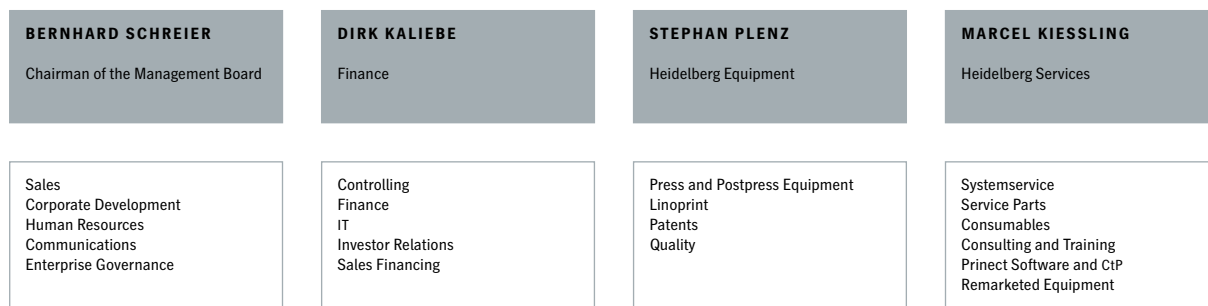 BERNHARD SCHREIER
Chairman of the Management Board
Sales
Corporate Development
Human Resources
Communications
Enterprise Governance
DIRK KALIEBE
Finance
Controlling
Finance
IT
Investor Relations
Sales Financing
STEPHAN PLENZ
Heidelberg Equipment
Press and Postpress Equipment
Linoprint
Patents
Quality
MARCEL KIESSLING
Heidelberg Services
Systemservice
Service Parts
Consumables
Consulting and Training
Prinect Software and CtP
Remarketed Equipment